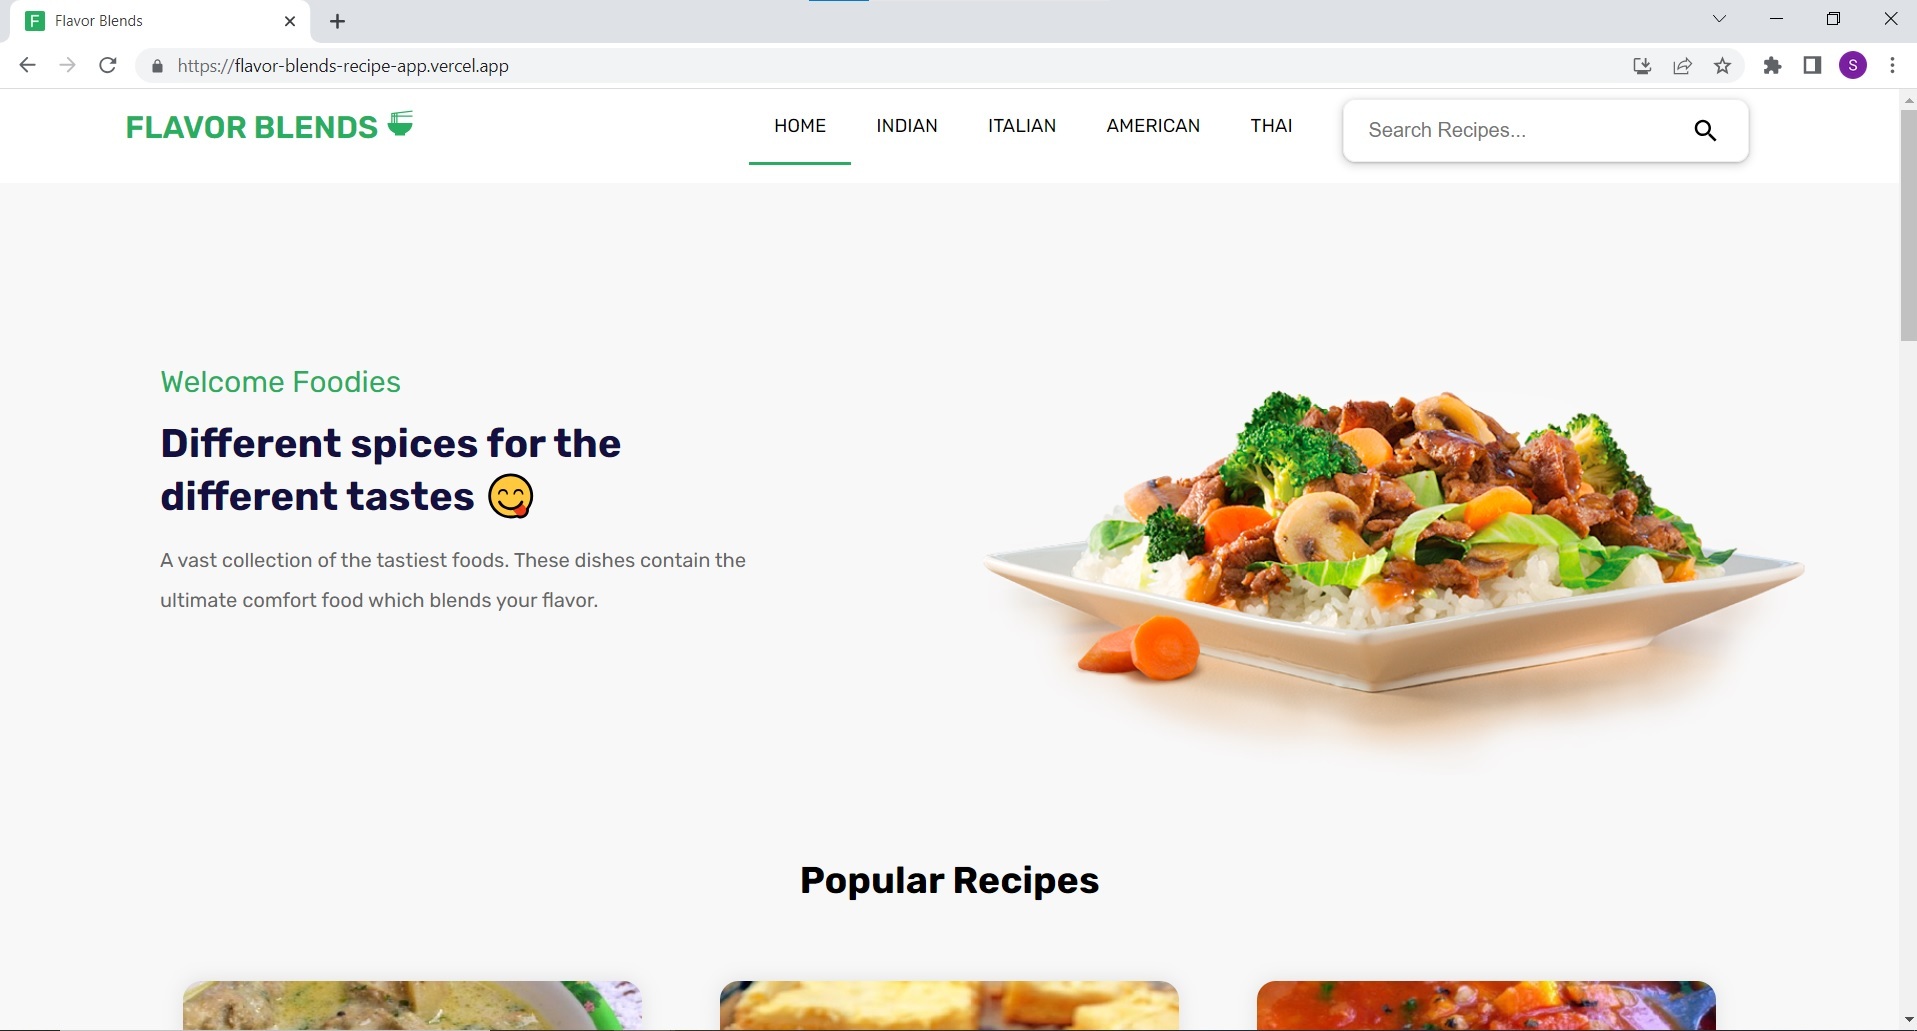 Flavor Blends
https://flavor-blends-recipe-app.vercel.app
S
FLAVOR BLENDS
HOME
INDIAN
ITALIAN
AMERICAN
THAI
Search Recipes...
Welcome Foodies
Different spices for the
different tastes 😋
A vast collection of the tastiest foods. These dishes contain the
ultimate comfort food which blends your flavor.
Popular Recipes